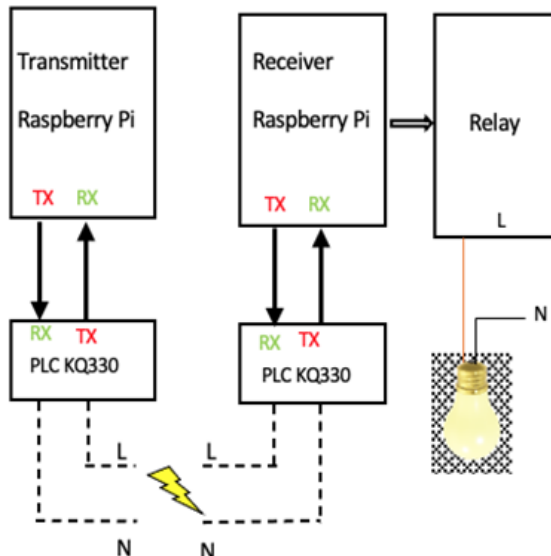 Transmitter
Raspberry Pi
TX RX
Receiver
Raspberry Pi
TX RX
Relay
L
N
RX TX
PLC KQ330
RX TX
PLC KQ330
L L
N N